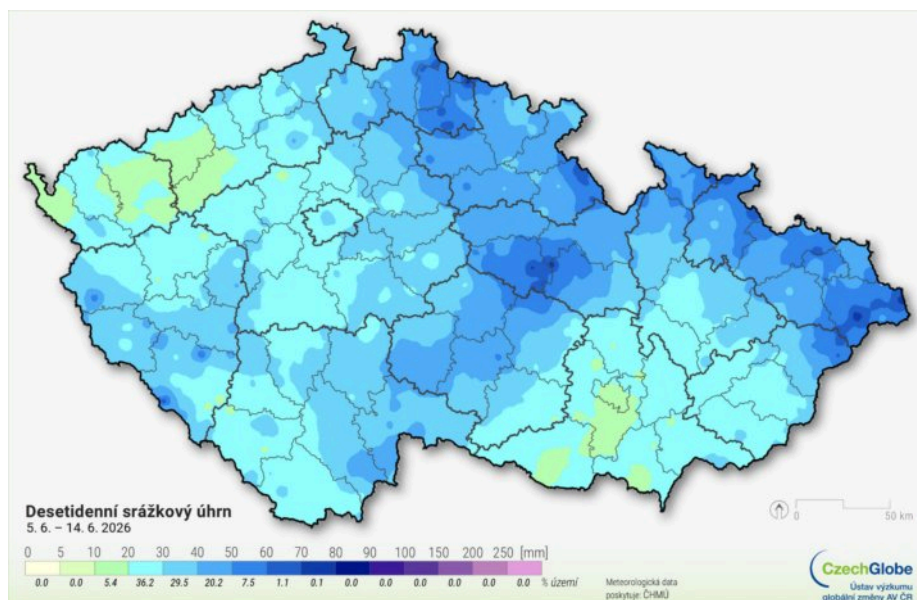 Desetidenní srážkový úhrn
5. 6. – 14. 6. 2026
0 5 10 20 30 40 50 60 70 80 90 100 150 200 250 [mm]
0.0 0.0 5.4 36.2 29.5 20.2 7.5 1.1 0.1 0.0 0.0 0.0 0.0 0.0 0.0 % území
0 50 km
Meteorologická data
poskytuje: ČHMÚ
CzechGlobe
Ústav výzkumu
globální změny AV ČR